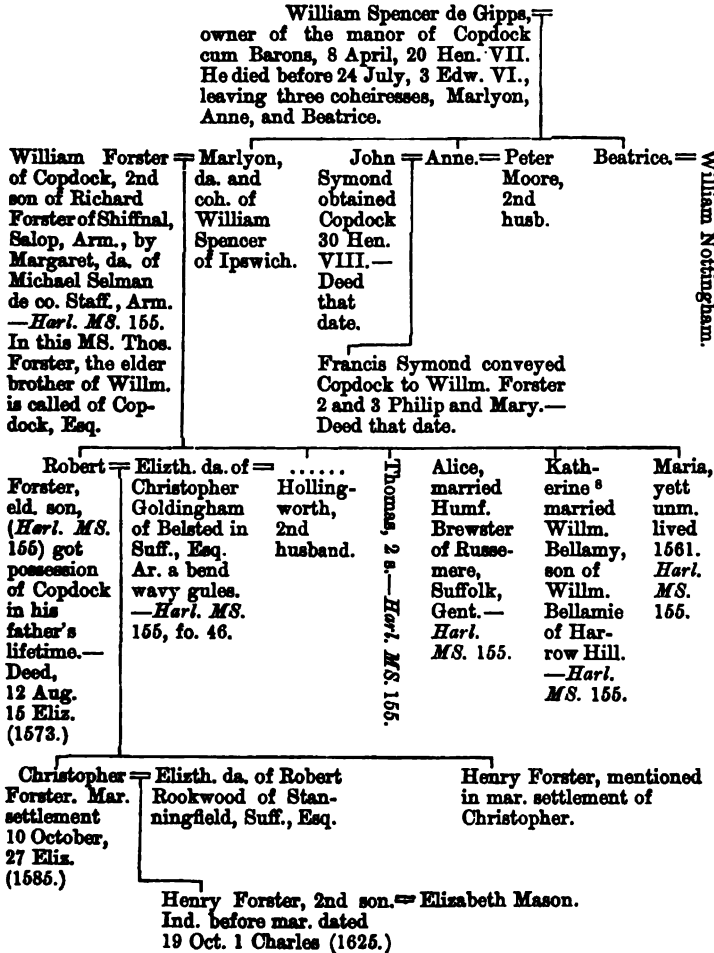 William Spencer de Gipps,=
owner of the manor of Copdock
cum Barons, 8 April, 20 Hen. VII.
He died before 24 July, 3 Edw. VI.,
leaving three coheiresses, Marlyon,
Anne, and Beatrice.
William Forster =
of Copdock, 2nd
son of Richard
Forster of Shiffnal,
Salop, Arm., by
Margaret, da. of
Michael Selman
de co. Staff., Arm.
—Harl. MS. 155.
In this MS. Thos.
Forster, the elder
brother of Willm.
is called of Cop-
dock, Esq.
Marlyon,
da. and
coh. of
William
Spencer
of Ipswich.
John =
Symond
obtained
Copdock
30 Hen.
VIII.—
Deed
that
date.
Anne. =
Peter
Moore,
2nd
husb.
Beatrice. =
William Nottingham.
Francis Symond conveyed
Copdock to Willm. Forster
2 and 3 Philip and Mary.—
Deed that date.
Robert =
Forster,
eld. son,
(Harl. MS.
155) got
possession
of Copdock
in his
father's
lifetime.—
Deed,
12 Aug.
15 Eliz.
(1573.)
Elizth. da. of =
Christopher
Goldingham
of Belsted in
Suff., Esq.
Ar. a bend
wavy gules.
—Harl. MS.
155, fo. 46.
......
Holling-
worth,
2nd
husband.
Thomas, 2 s.—Harl. MS. 155.
Alice,
married
Humf.
Brewster
of Russe-
mere,
Suffolk,
Gent.—
Harl.
MS. 155.
Kath-
erine 8
married
Willm.
Bellamy,
son of
Willm.
Bellamie
of Har-
row Hill.
—Harl.
MS. 155.
Maria,
yett
unm.
lived
1561.
Harl.
MS.
155.
Christopher =
Forster. Mar.
settlement
10 October,
27 Eliz.
(1585.)
Elizth. da. of Robert
Rookwood of Stan-
ningfield, Suff., Esq.
Henry Forster, mentioned
in mar. settlement of
Christopher.
Henry Forster, 2nd son. = Elizabeth Mason.
Ind. before mar. dated
19 Oct. 1 Charles (1625.)